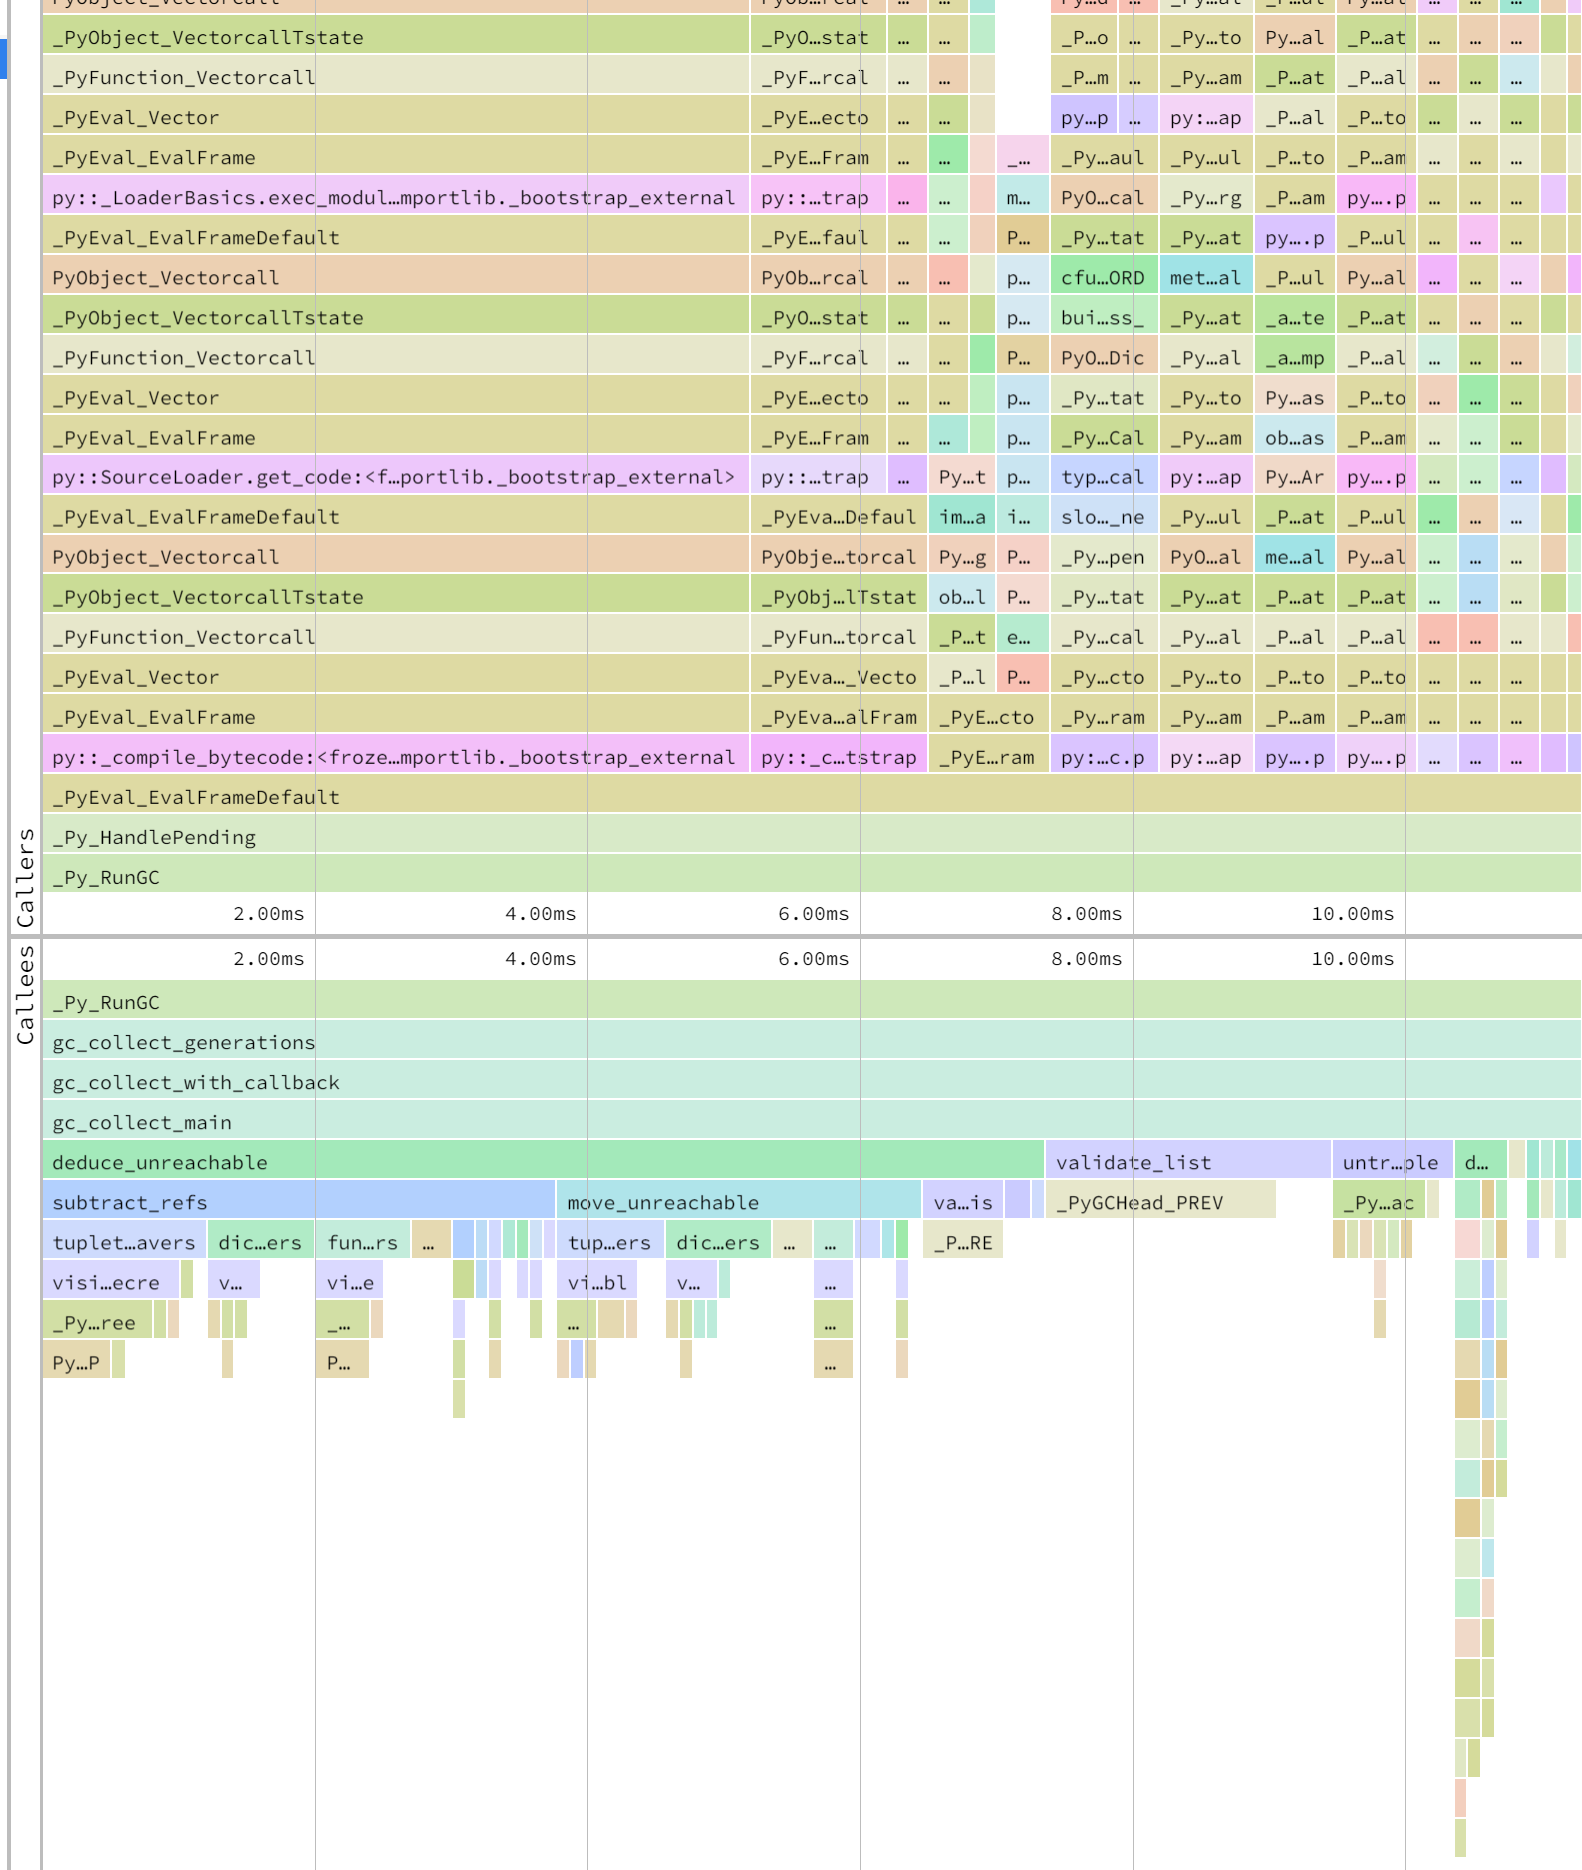 _PyObject_VectorcallTstate _PyO…stat … … _P…o … _Py…to Py…al _P…at … … …
_PyFunction_Vectorcall _PyF…rcal … … _P…m … _Py…am _P…at _P…al … … …
_PyEval_Vector _PyE…ecto … … py…p … py:…ap _P…al _P…to … … …
_PyEval_EvalFrame _PyE…Fram … … _… _Py…aul _Py…ul _P…to _P…am … … …
py::_LoaderBasics.exec_modul…mportlib._bootstrap_external py::…trap … … m… PyO…cal _Py…rg _P…am py….p … … …
_PyEval_EvalFrameDefault _PyE…faul … … P… _Py…tat _Py…at py….p _P…ul … … …
PyObject_Vectorcall PyOb…rcal … … p… cfu…ORD met…al _P…ul Py…al … … …
_PyObject_VectorcallTstate _PyO…stat … … p… bui…ss_ _Py…at _a…te _P…at … … …
_PyFunction_Vectorcall _PyF…rcal … … P… PyO…Dic _Py…al _a…mp _P…al … … …
_PyEval_Vector _PyE…ecto … … p… _Py…tat _Py…to Py…as _P…to … … …
_PyEval_EvalFrame _PyE…Fram … … p… _Py…Cal _Py…am ob…as _P…am … … …
py::SourceLoader.get_code:<f…portlib._bootstrap_external> py::…trap … Py…t p… typ…cal py:…ap Py…Ar py….p … … …
_PyEval_EvalFrameDefault _PyEva…Defaul im…a i… slo…_ne _Py…ul _P…at _P…ul … … …
PyObject_Vectorcall PyObje…torcal Py…g P… _Py…pen PyO…al me…al Py…al … … …
_PyObject_VectorcallTstate _PyObj…lTstat ob…l P… _Py…tat _Py…at _P…at _P…at … … …
_PyFunction_Vectorcall _PyFun…torcal _P…t e… _Py…cal _Py…al _P…al _P…al … … …
_PyEval_Vector _PyEva…_Vecto _P…l P… _Py…cto _Py…to _P…to _P…to … … …
_PyEval_EvalFrame _PyEva…alFram _PyE…cto _Py…ram _Py…am _P…am _P…am … … …
py::_compile_bytecode:<froze…mportlib._bootstrap_external py::_c…tstrap _PyE…ram py:…c.p py:…ap py….p py….p … … …
_PyEval_EvalFrameDefault
_Py_HandlePending
_Py_RunGC
Callers
2.00ms 4.00ms 6.00ms 8.00ms 10.00ms
Callees
2.00ms 4.00ms 6.00ms 8.00ms 10.00ms
_Py_RunGC
gc_collect_generations
gc_collect_with_callback
gc_collect_main
deduce_unreachable validate_list untr…ple d…
subtract_refs move_unreachable va…is _PyGCHead_PREV _Py…ac
tuplet…avers dic…ers fun…rs … tup…ers dic…ers … … _P…RE
visi…ecre v… vi…e vi…bl v… …
_Py…ree _… … …
Py…P P… …